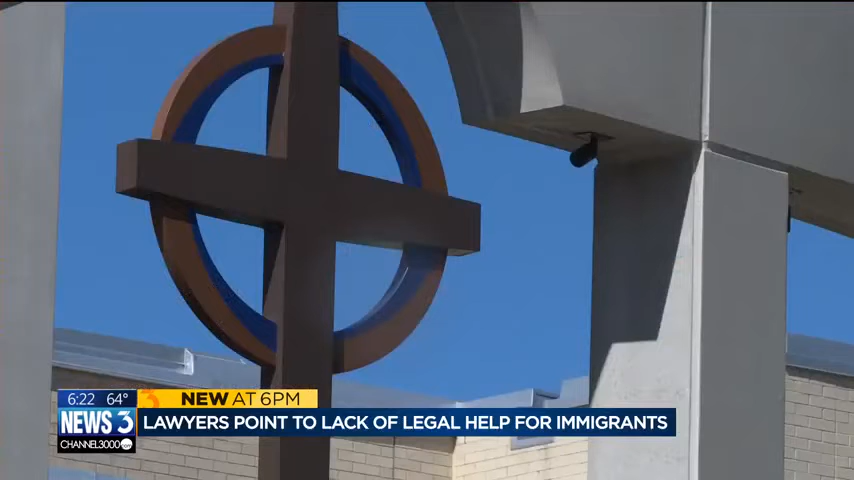 6:22 64°
NEW AT 6PM
NEWS 3
LAWYERS POINT TO LACK OF LEGAL HELP FOR IMMIGRANTS
CHANNEL3000